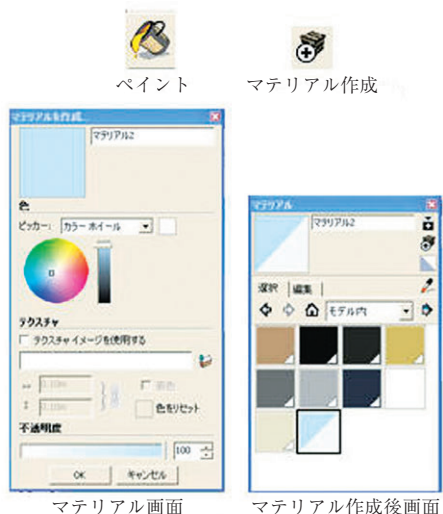 ペイント
マテリアル作成
マテリアルを作成...
マテリアル2
色
ピッカー: カラー ホイール
テクスチャ
テクスチャ イメージを使用する
0.10m
0.10m
着色
色をリセット
不透明度
100
OK キャンセル
マテリアル画面
マテリアル
マテリアル2
選択 編集
モデル内
マテリアル作成後画面